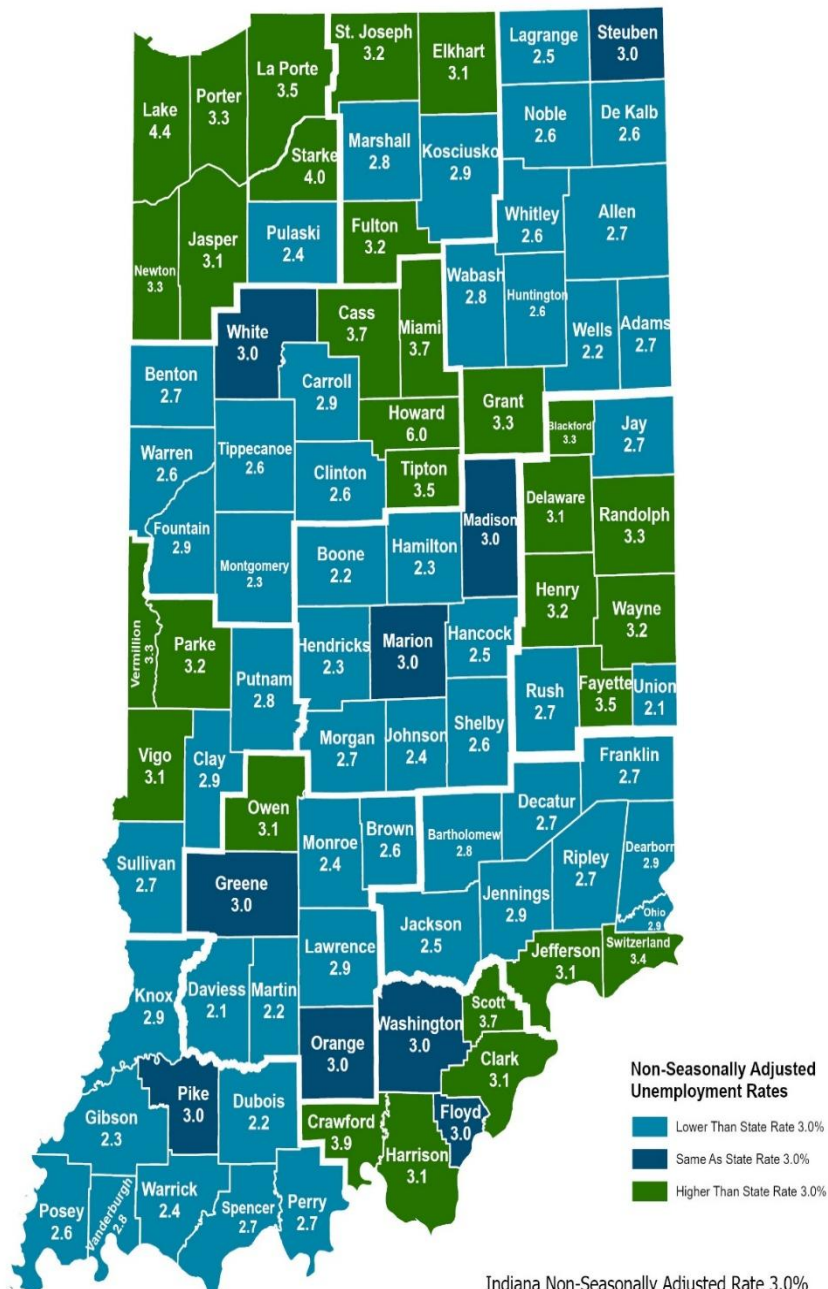 St. Joseph
3.2
Elkhart
3.1
Lagrange
2.5
Steuben
3.0
La Porte
3.5
Porter
3.3
Lake
4.4
Noble
2.6
De Kalb
2.6
Marshall
2.8
Kosciusko
2.9
Starke
4.0
Whitley
2.6
Allen
2.7
Fulton
3.2
Pulaski
2.4
Jasper
3.1
Newton
3.3
Wabash
2.8
Huntington
2.6
Wells
2.2
Adams
2.7
White
3.0
Cass
3.7
Miami
3.7
Benton
2.7
Carroll
2.9
Grant
3.3
Howard
6.0
Blackford
3.3
Jay
2.7
Warren
2.6
Tippecanoe
2.6
Clinton
2.6
Tipton
3.5
Madison
3.0
Delaware
3.1
Randolph
3.3
Fountain
2.9
Montgomery
2.3
Boone
2.2
Hamilton
2.3
Henry
3.2
Wayne
3.2
Vermillion
3.3
Parke
3.2
Putnam
2.8
Hendricks
2.3
Marion
3.0
Hancock
2.5
Rush
2.7
Fayette
3.5
Union
2.1
Vigo
3.1
Clay
2.9
Morgan
2.7
Johnson
2.4
Shelby
2.6
Franklin
2.7
Owen
3.1
Monroe
2.4
Brown
2.6
Bartholomew
2.8
Decatur
2.7
Ripley
2.7
Dearborn
2.9
Sullivan
2.7
Greene
3.0
Jennings
2.9
Ohio
2.9
Jackson
2.5
Lawrence
2.9
Jefferson
3.1
Switzerland
3.4
Knox
2.9
Daviess
2.1
Martin
2.2
Orange
3.0
Washington
3.0
Scott
3.7
Clark
3.1
Gibson
2.3
Pike
3.0
Dubois
2.2
Crawford
3.9
Harrison
3.1
Floyd
3.0
Posey
2.6
Vanderburgh
2.8
Warrick
2.4
Spencer
2.7
Perry
2.7
Non-Seasonally Adjusted
Unemployment Rates
Lower Than State Rate 3.0%
Same As State Rate 3.0%
Higher Than State Rate 3.0%
Indiana Non-Seasonally Adjusted Rate 3.0%